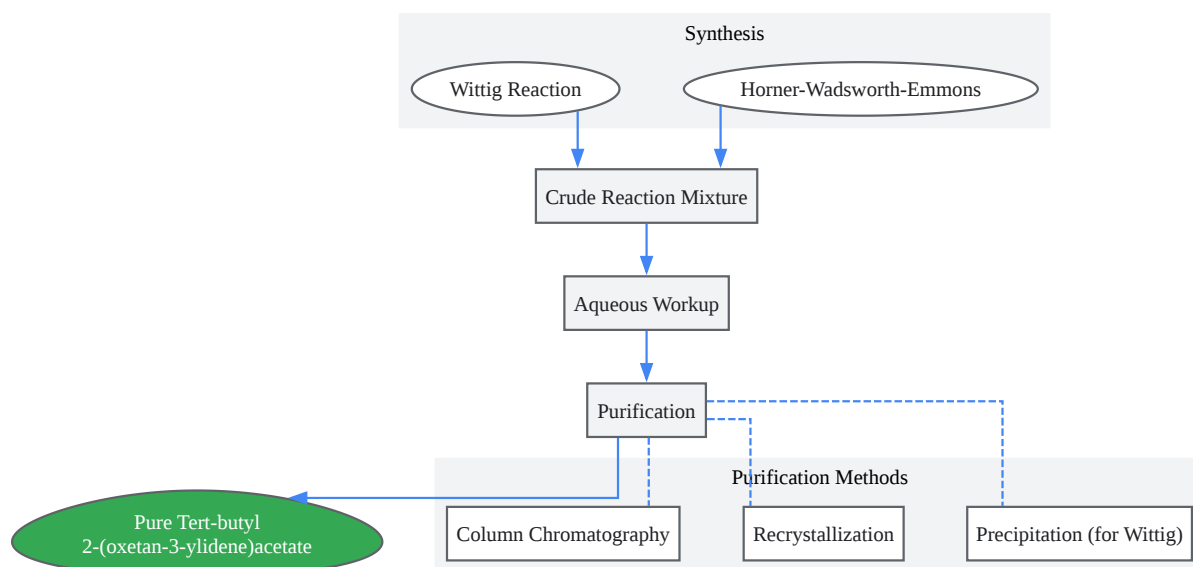 Synthesis
Wittig Reaction
Horner-Wadsworth-Emmons
Crude Reaction Mixture
Aqueous Workup
Purification
Purification Methods
Pure Tert-butyl
2-(oxetan-3-ylidene)acetate
Column Chromatography
Recrystallization
Precipitation (for Wittig)